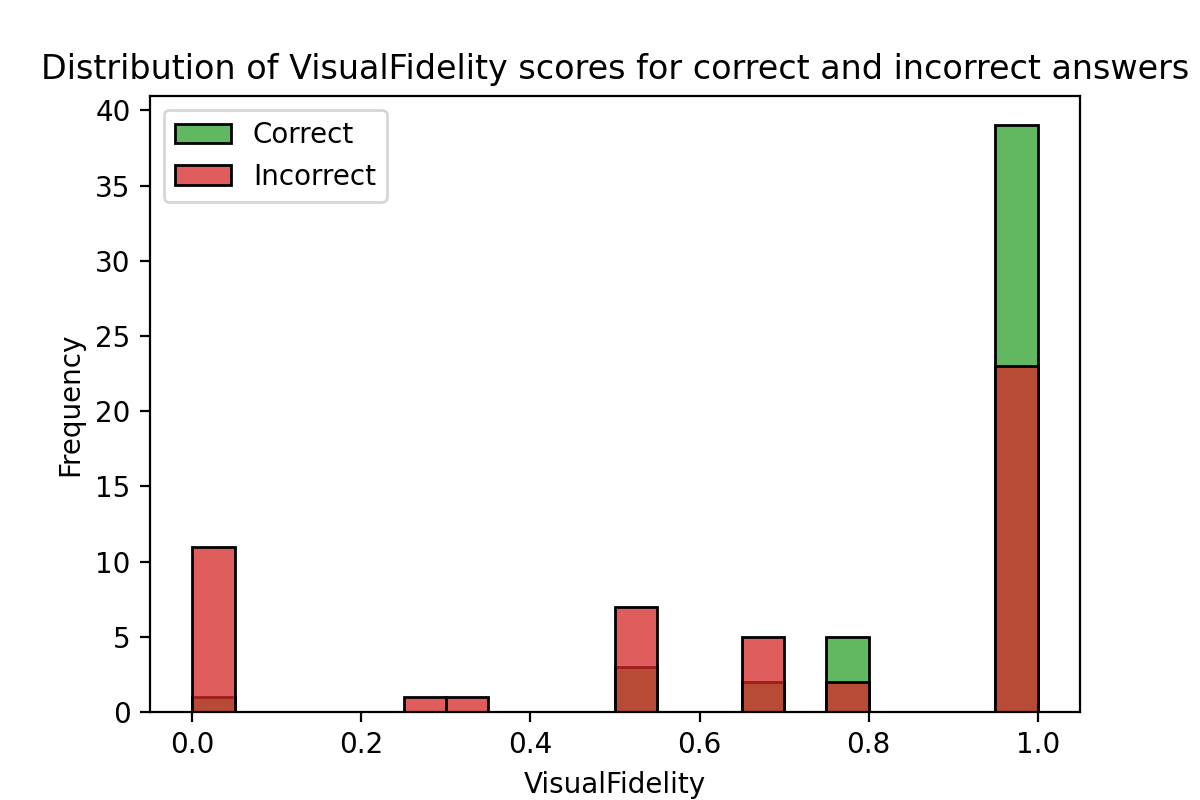 Distribution of VisualFidelity scores for correct and incorrect answers
Correct
Incorrect
40
35
30
25
20
15
10
5
0
Frequency
0.0 0.2 0.4 0.6 0.8 1.0
VisualFidelity